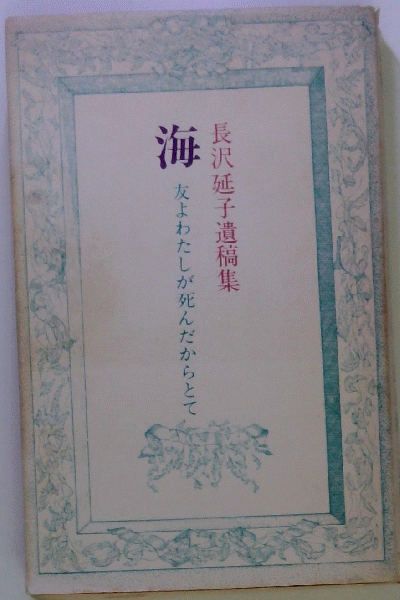 長沢延子遺稿集
海
友よわたしが死んだからとて